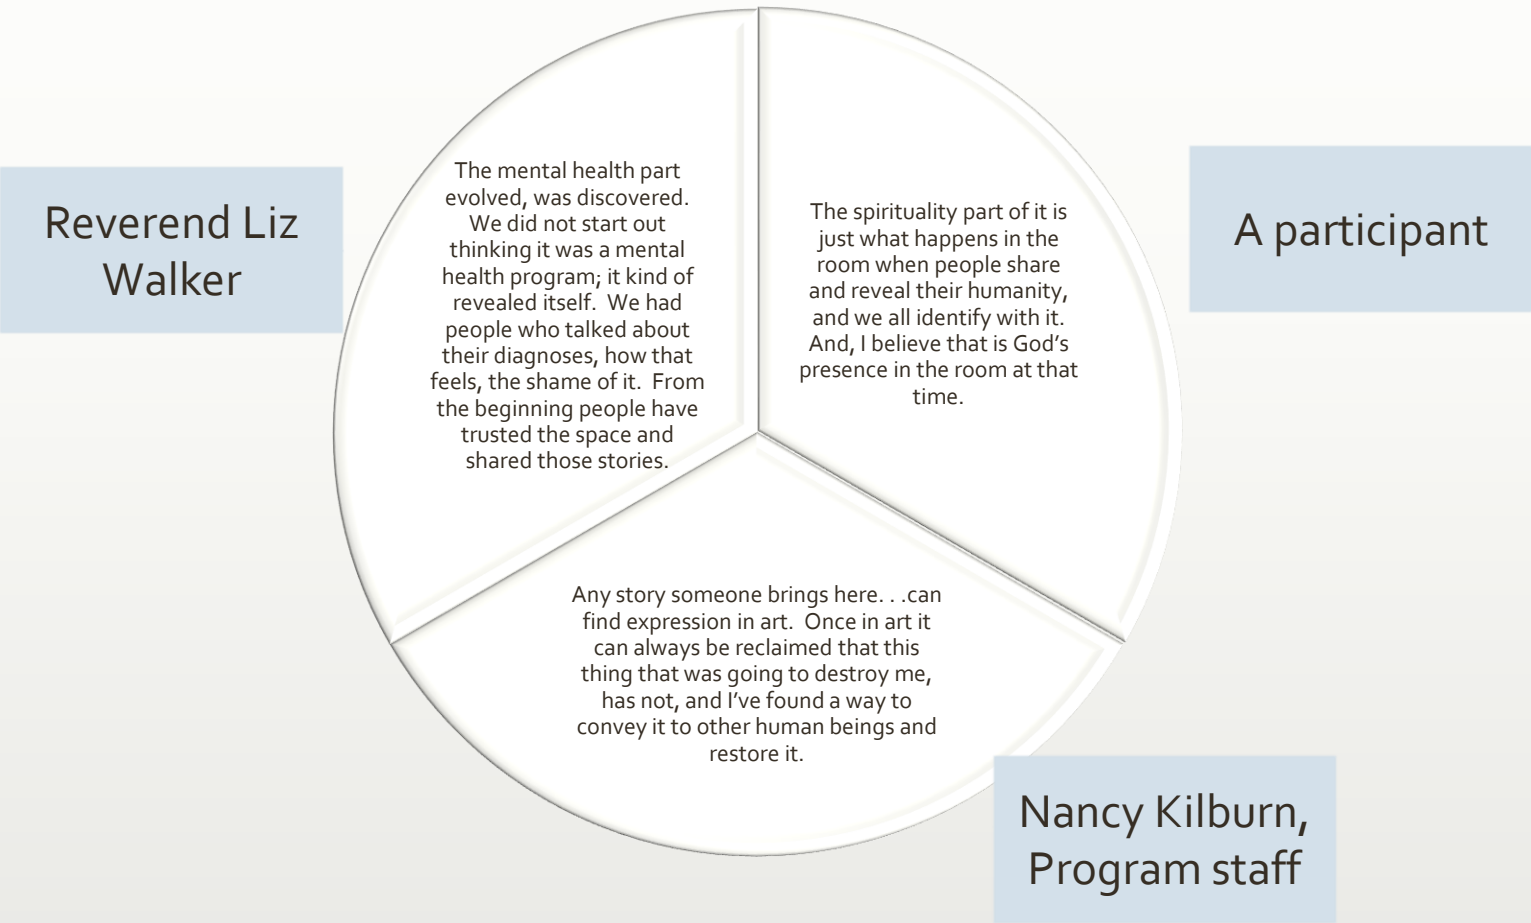 Reverend Liz
Walker
The mental health part
evolved, was discovered.
We did not start out
thinking it was a mental
health program; it kind of
revealed itself.  We had
people who talked about
their diagnoses, how that
feels, the shame of it.  From
the beginning people have
trusted the space and
shared those stories.
The spirituality part of it is
just what happens in the
room when people share
and reveal their humanity,
and we all identify with it.
And, I believe that is God’s
presence in the room at that
time.
A participant
Any story someone brings here. . .can
find expression in art.  Once in art it
can always be reclaimed that this
thing that was going to destroy me,
has not, and I’ve found a way to
convey it to other human beings and
restore it.
Nancy Kilburn,
Program staff